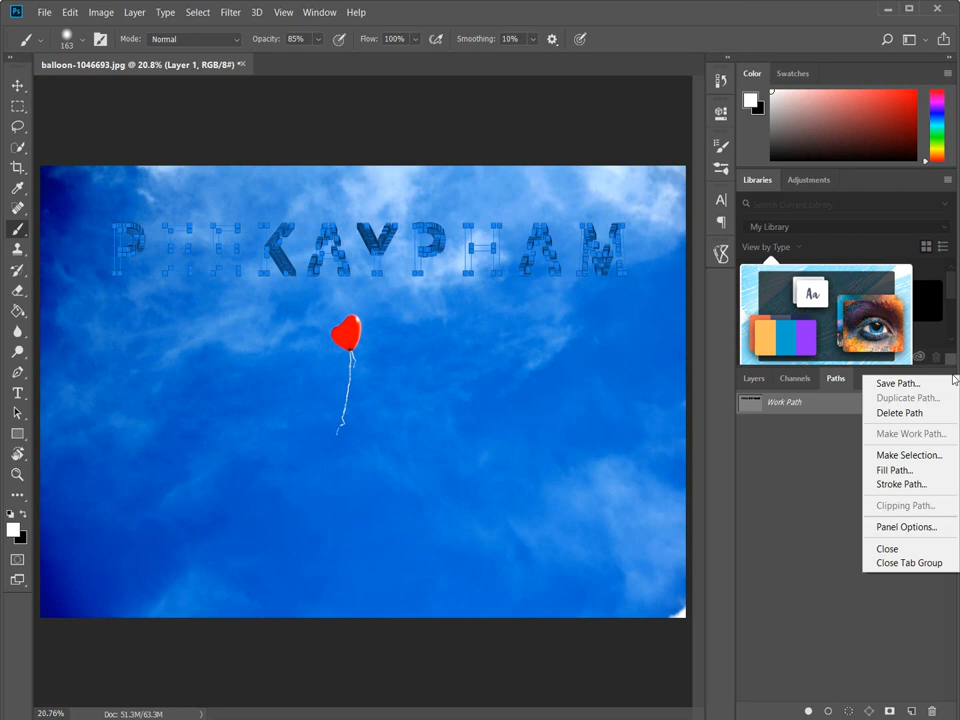 Ps File Edit Image Layer Type Select Filter 3D View Window Help
163 Mode: Normal Opacity: 85% Flow: 100% Smoothing: 10%
balloon-1046693.jpg @ 20.8% (Layer 1, RGB/8#) *
Color Swatches
Libraries Adjustments
Search Current Library
My Library
View by Type
Aa
Layers Channels Paths
Work Path
Save Path...
Duplicate Path...
Delete Path
Make Work Path...
Make Selection...
Fill Path...
Stroke Path...
Clipping Path...
Panel Options...
Close
Close Tab Group
20.76% Doc: 51.3M/63.3M